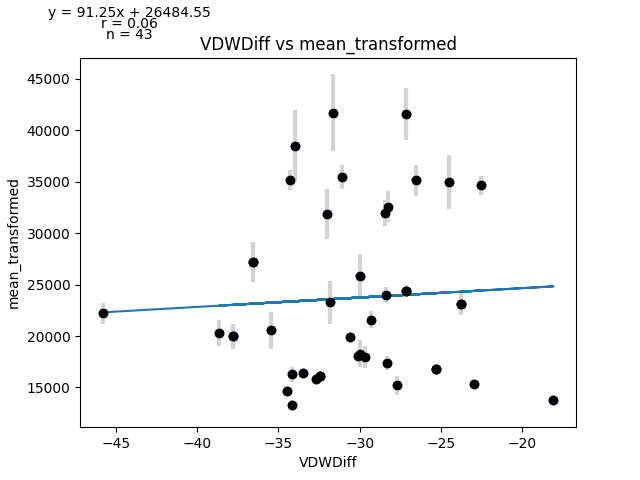 y = 91.25x + 26484.55
r = 0.06
n = 43
VDWDiff vs mean_transformed
45000
40000
35000
30000
25000
20000
15000
mean_transformed
−45
−40
−35
−30
−25
−20
VDWDiff